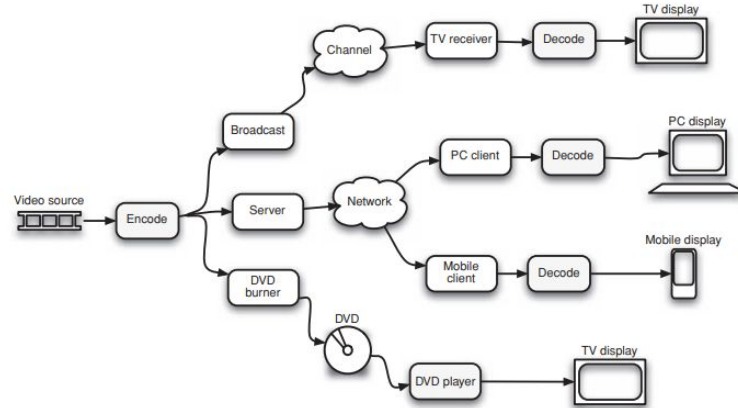 TV display
Channel
TV receiver
Decode
Broadcast
PC display
PC client
Decode
Video source
Encode
Server
Network
Mobile display
Mobile
client
Decode
DVD
burner
DVD
TV display
DVD player